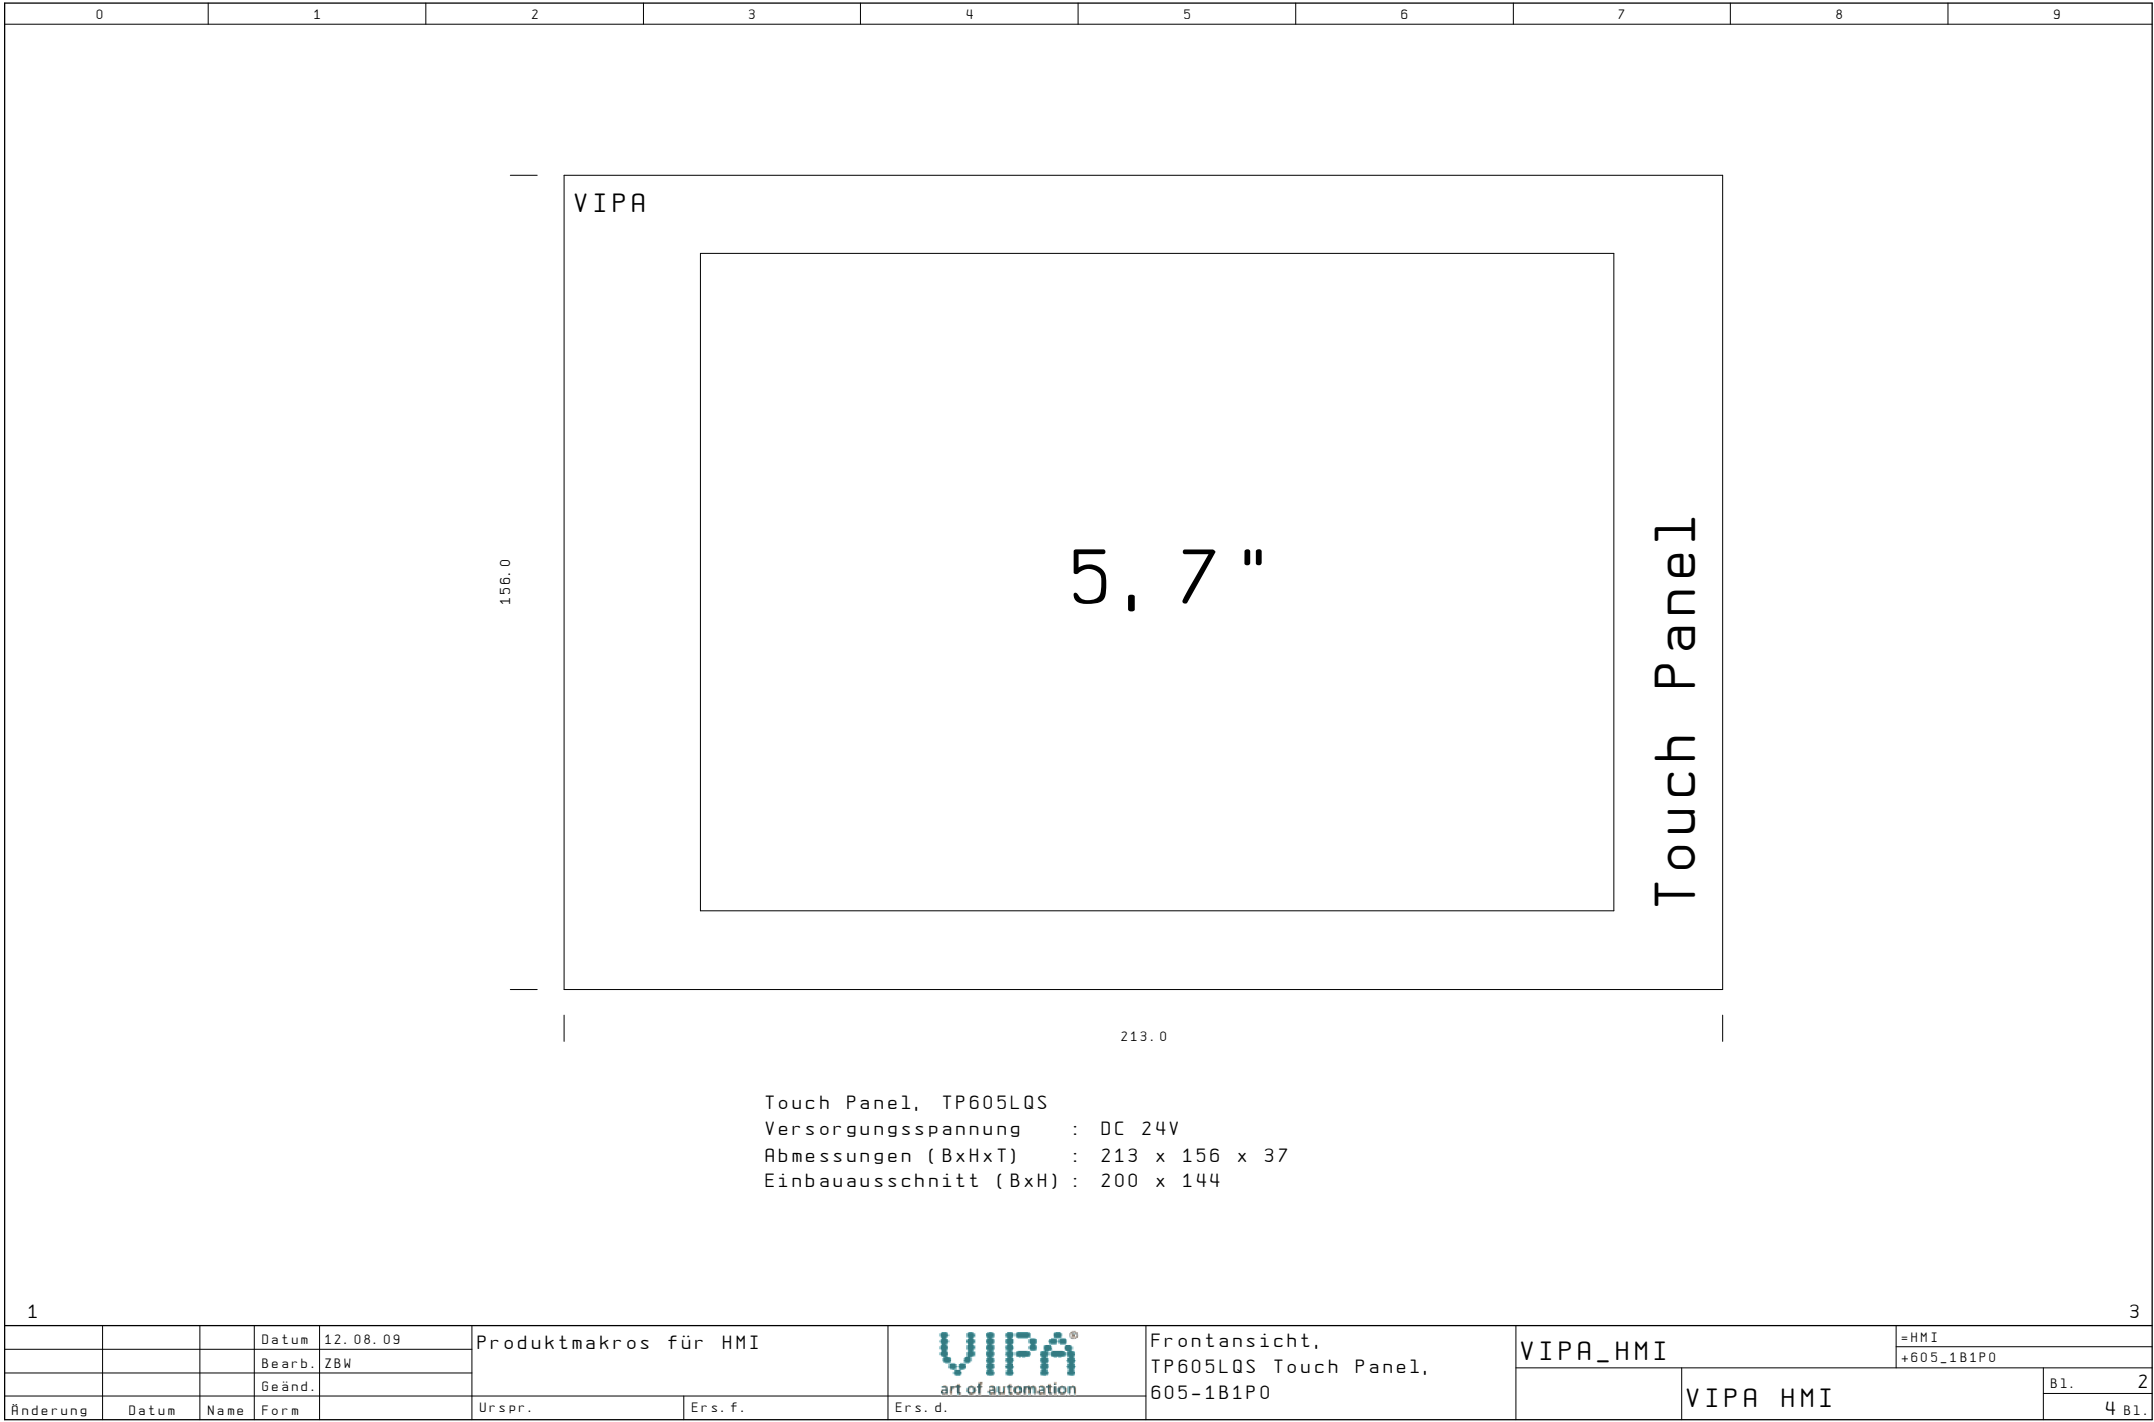 0 1 2 3 4 5 6 7 8 9
VIPA
5,7"
Touch Panel
156.0
213.0
Touch Panel, TP605LQS
Versorgungsspannung : DC 24V
Abmessungen (BxHxT) : 213 x 156 x 37
Einbauausschnitt (BxH) : 200 x 144
1
3
Datum 12.08.09
Bearb. ZBW
Geänd.
Änderung Datum Name Form
Produktmakros für HMI
Urspr. Ers.f. Ers.d.
VIPA®
art of automation
Frontansicht,
TP605LQS Touch Panel,
605-1B1P0
VIPA_HMI
=HMI
+605_1B1P0
VIPA HMI
Bl. 2
4 Bl.